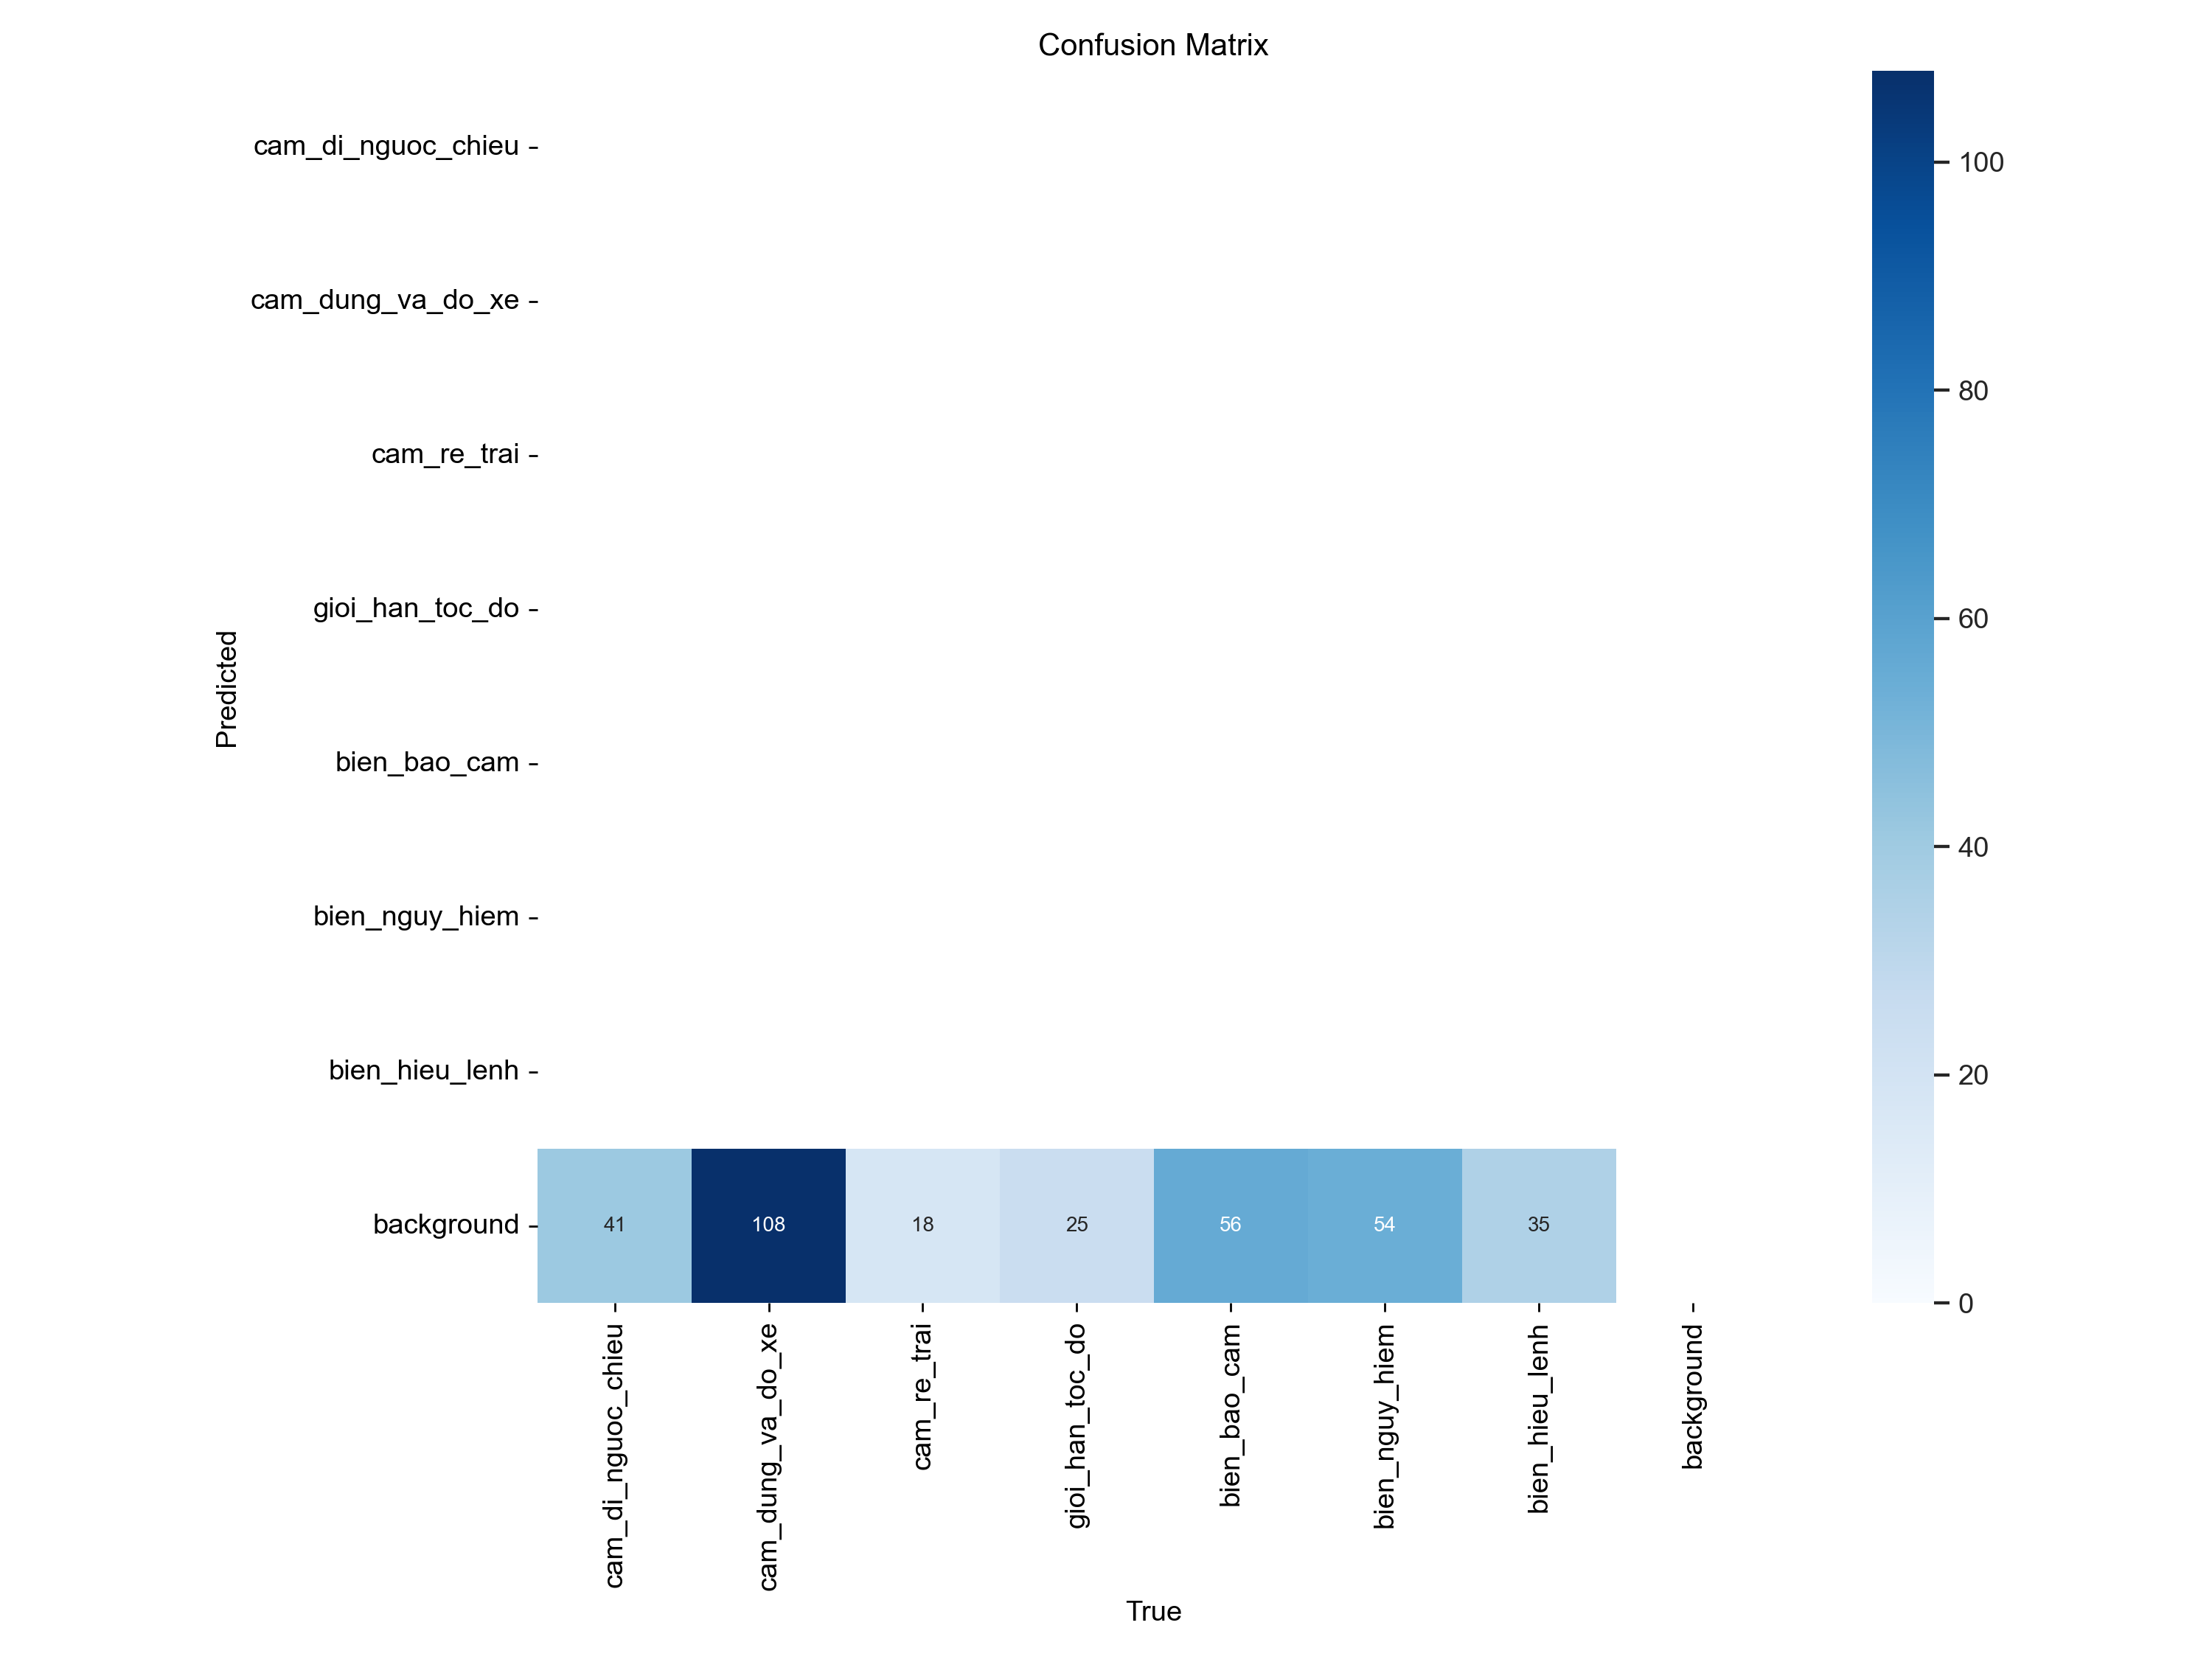 Confusion Matrix
Predicted
cam_di_nguoc_chieu
cam_dung_va_do_xe
cam_re_trai
gioi_han_toc_do
bien_bao_cam
bien_nguy_hiem
bien_hieu_lenh
background
41 108 18 25 56 54 35
cam_di_nguoc_chieu
cam_dung_va_do_xe
cam_re_trai
gioi_han_toc_do
bien_bao_cam
bien_nguy_hiem
bien_hieu_lenh
background
True
100
80
60
40
20
0